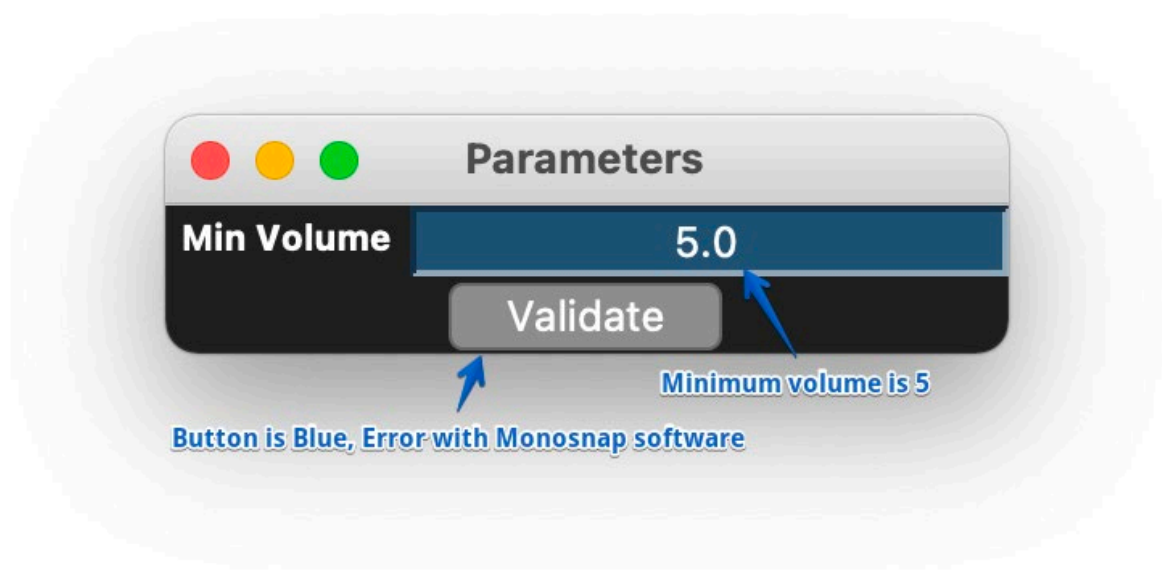 Parameters
Min Volume 5.0
Validate
Minimum volume is 5
Button is Blue, Error with Monosnap software